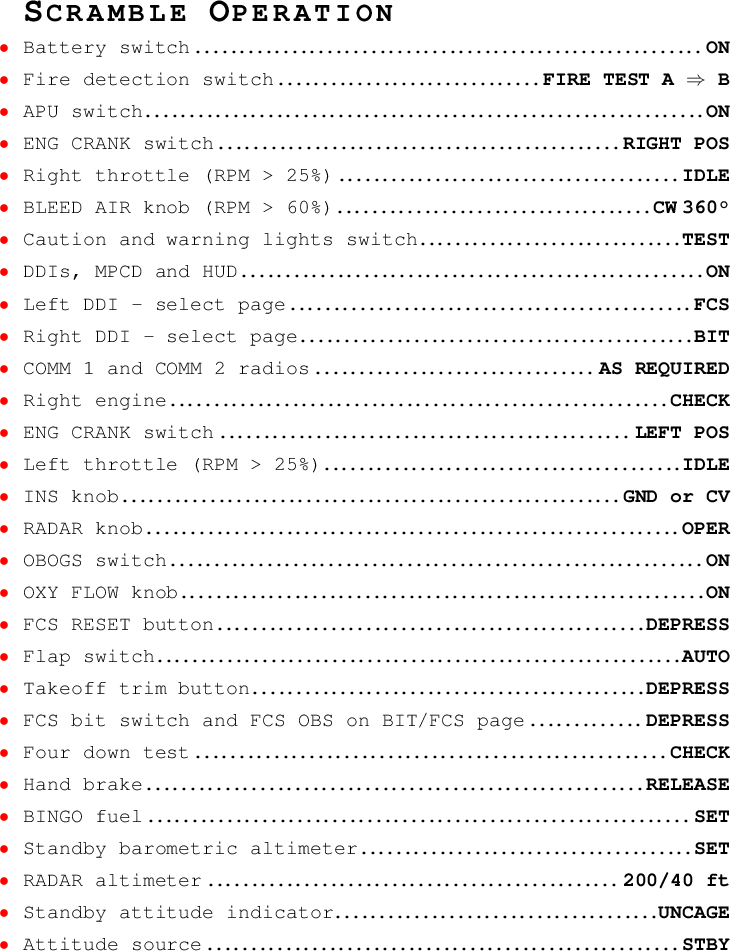 SCRAMBLE OPERATION
• Battery switch ........................................................ ON
• Fire detection switch .............................. FIRE TEST A ⇒ B
• APU switch ............................................................... ON
• ENG CRANK switch ............................................. RIGHT POS
• Right throttle (RPM > 25%) ...................................... IDLE
• BLEED AIR knob (RPM > 60%) ................................... CW 360°
• Caution and warning lights switch .............................. TEST
• DDIs, MPCD and HUD .................................................... ON
• Left DDI – select page ............................................. FCS
• Right DDI – select page ............................................ BIT
• COMM 1 and COMM 2 radios ................................ AS REQUIRED
• Right engine ........................................................ CHECK
• ENG CRANK switch .............................................. LEFT POS
• Left throttle (RPM > 25%) ........................................ IDLE
• INS knob ........................................................ GND or CV
• RADAR knob ............................................................ OPER
• OBOGS switch ............................................................ ON
• OXY FLOW knob ........................................................... ON
• FCS RESET button ................................................ DEPRESS
• Flap switch ........................................................... AUTO
• Takeoff trim button ............................................ DEPRESS
• FCS bit switch and FCS OBS on BIT/FCS page ............. DEPRESS
• Four down test ..................................................... CHECK
• Hand brake ........................................................ RELEASE
• BINGO fuel ............................................................. SET
• Standby barometric altimeter ..................................... SET
• RADAR altimeter .............................................. 200/40 ft
• Standby attitude indicator .................................... UNCAGE
• Attitude source ..................................................... STBY